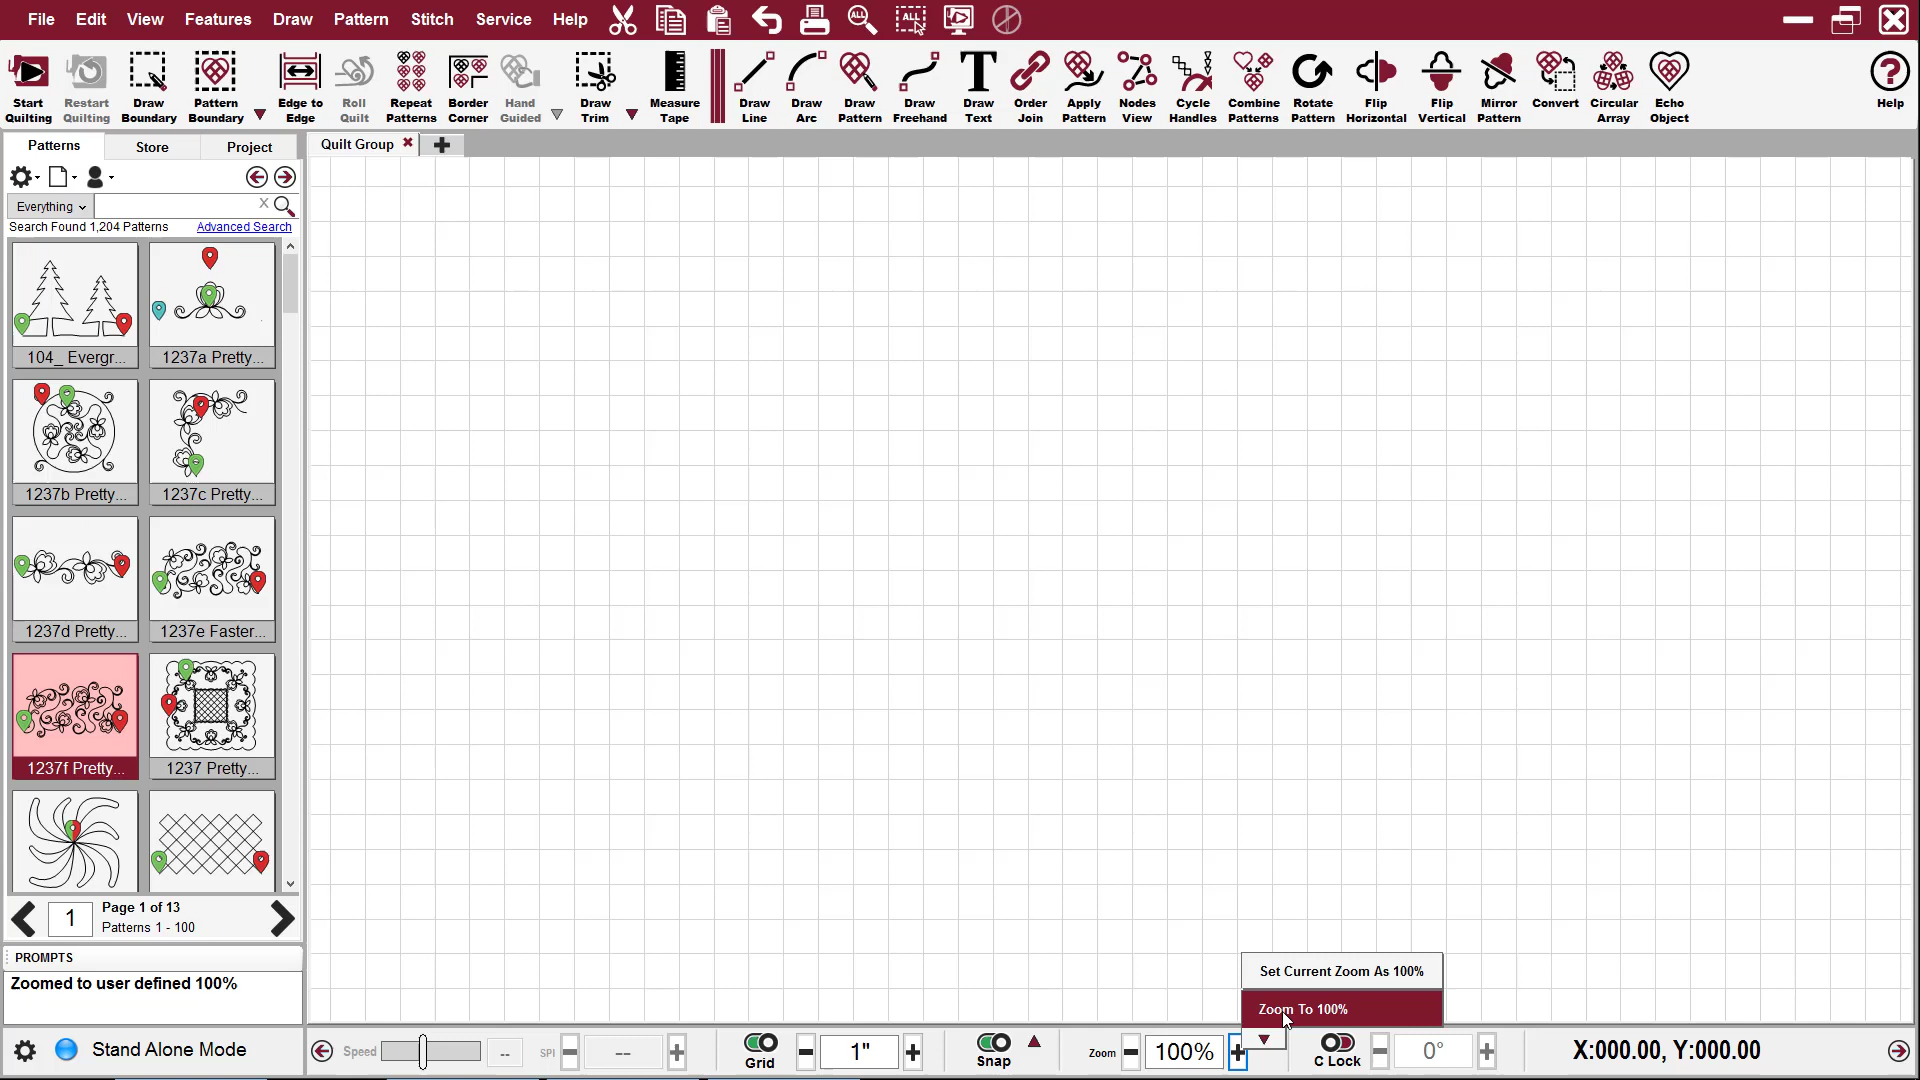 File Edit View Features Draw Pattern Stitch Service Help ALL ALL
Start Quilting Restart Quilting Draw Boundary Pattern Boundary Edge to Edge Roll Quilt Repeat Patterns Border Corner Hand Guided Draw Trim Measure Tape Draw Line Draw Arc Draw Pattern Draw Freehand Draw Text Order Join Apply Pattern Nodes View Cycle Handles Combine Patterns Rotate Pattern Flip Horizontal Flip Vertical Mirror Pattern Convert Circular Array Echo Object Help
Patterns Store Project Quilt Group
Everything X
Search Found 1,204 Patterns Advanced Search
104_ Evergr... 1237a Pretty...
1237b Pretty... 1237c Pretty...
1237d Pretty... 1237e Faster...
1237f Pretty... 1237 Pretty...
1 Page 1 of 13
Patterns 1 - 100
PROMPTS
Zoomed to user defined 100%
Set Current Zoom As 100%
Zoom To 100%
Stand Alone Mode Speed -- SPI -- Grid 1" Snap Zoom 100% C Lock 0° X:000.00, Y:000.00